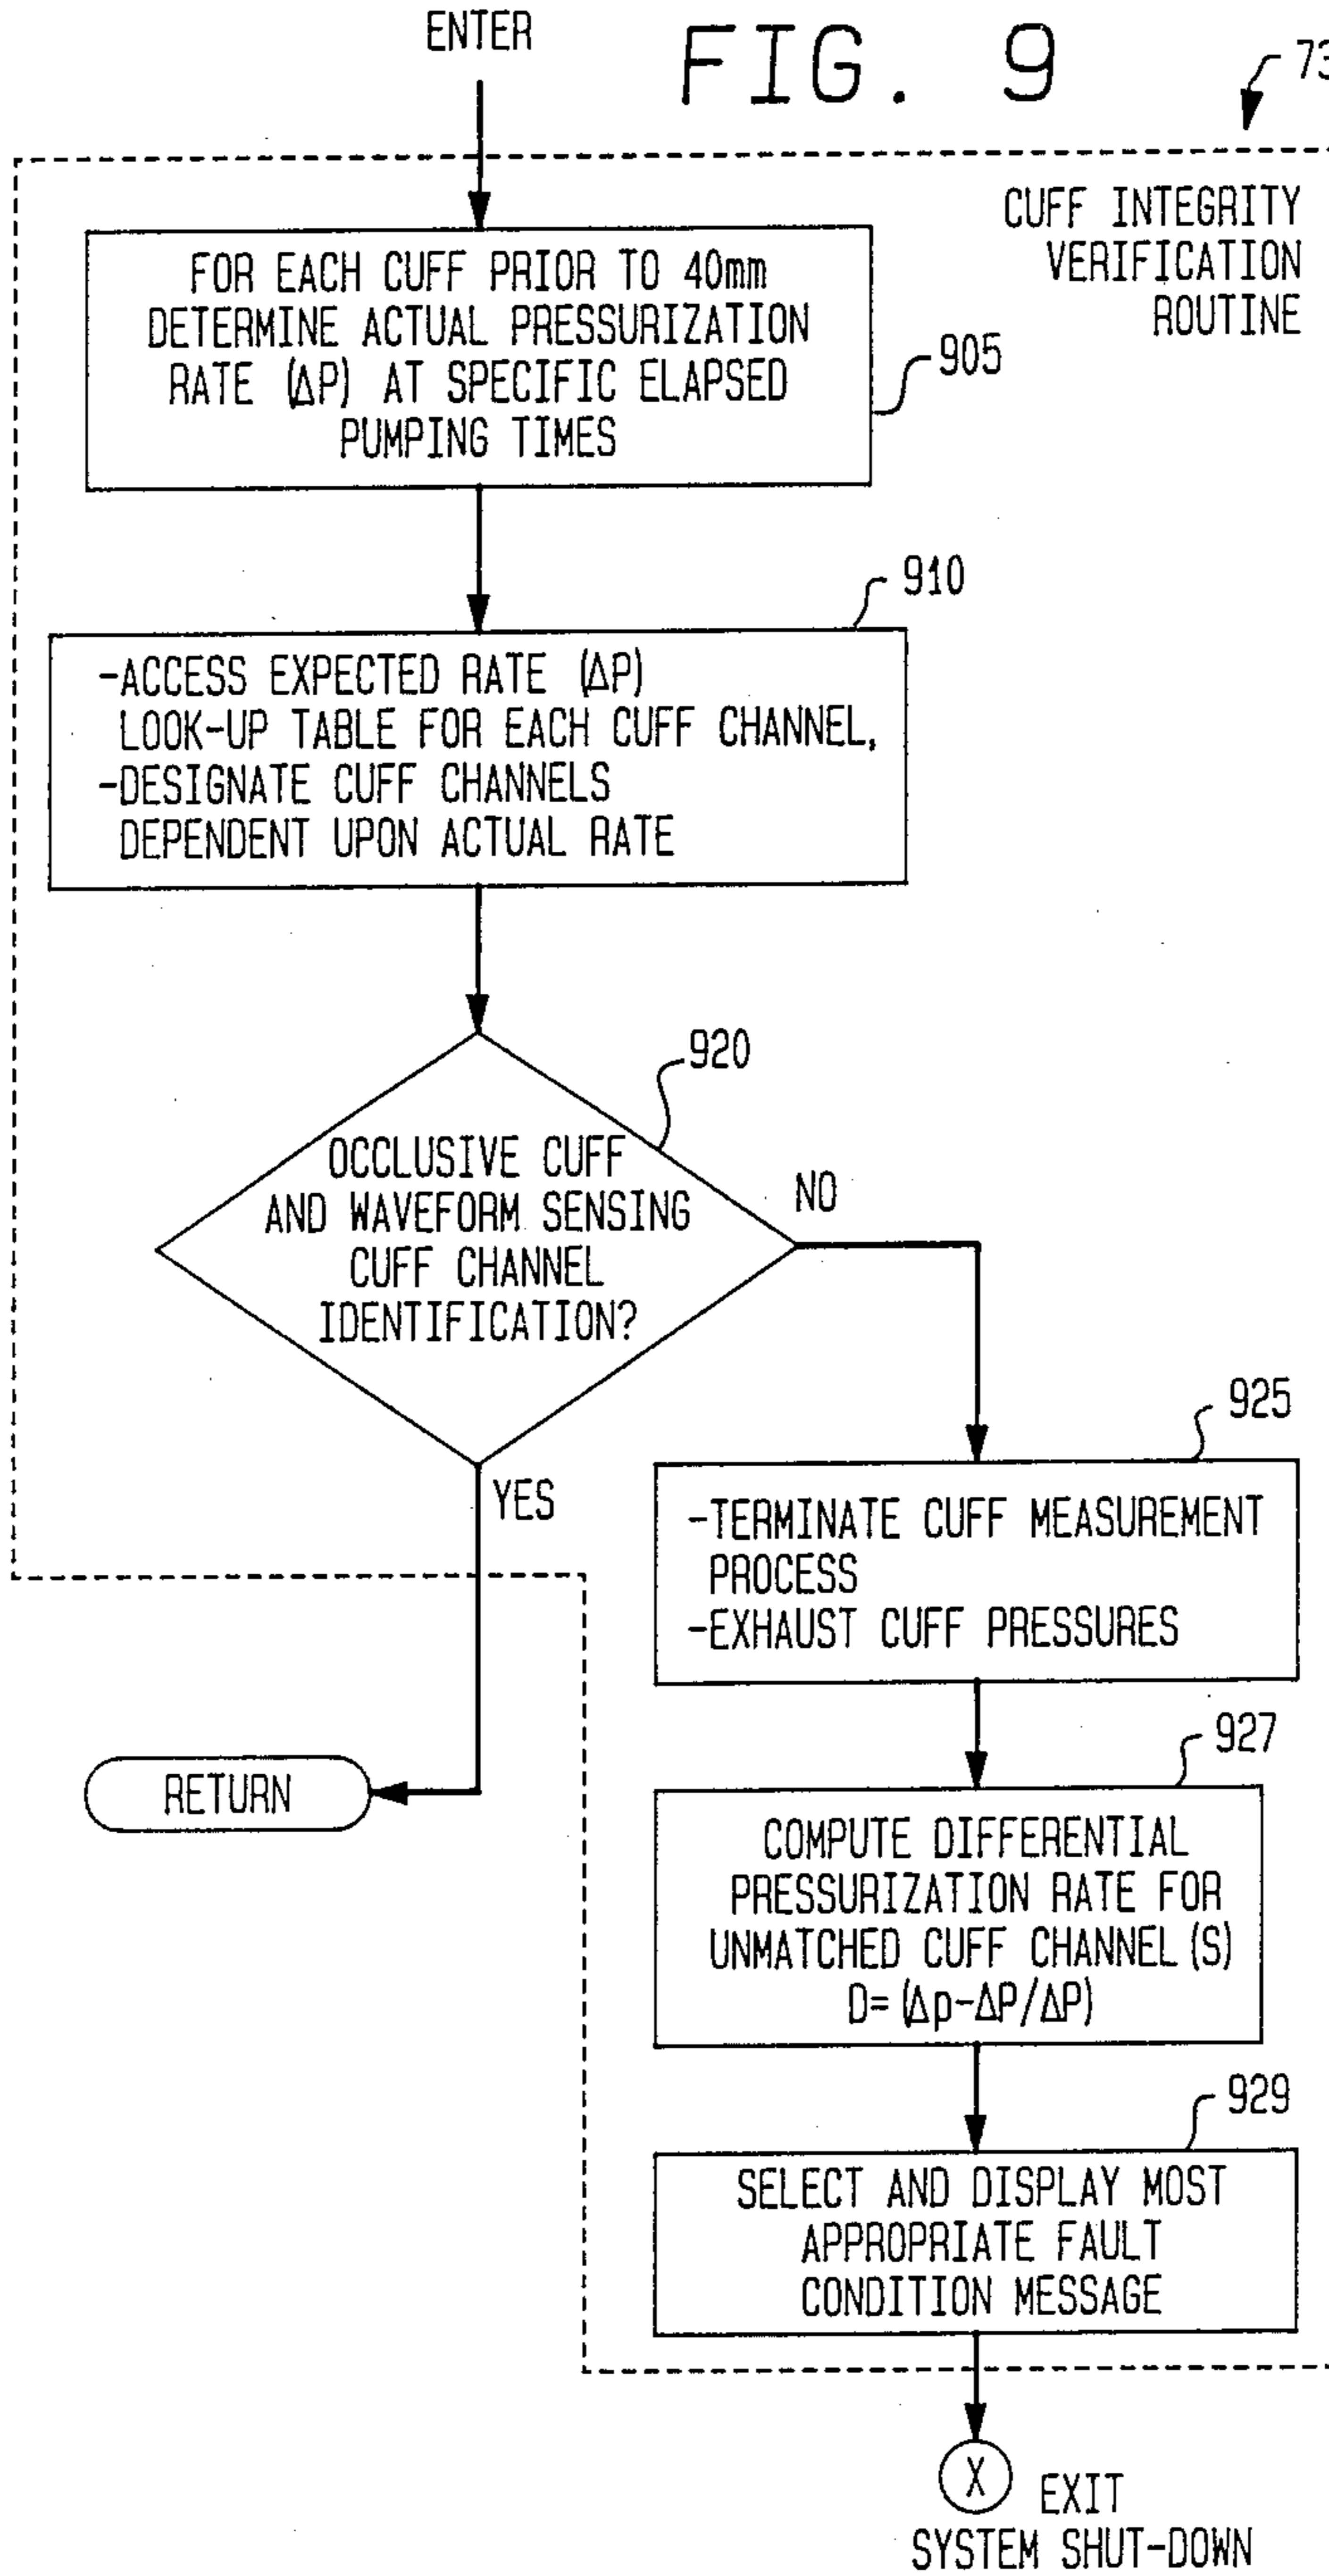 ENTER
FIG. 9
73
CUFF INTEGRITY
VERIFICATION
ROUTINE
FOR EACH CUFF PRIOR TO 40mm
DETERMINE ACTUAL PRESSURIZATION
RATE (ΔP) AT SPECIFIC ELAPSED
PUMPING TIMES
905
910
-ACCESS EXPECTED RATE (ΔP)
LOOK-UP TABLE FOR EACH CUFF CHANNEL,
-DESIGNATE CUFF CHANNELS
DEPENDENT UPON ACTUAL RATE
920
OCCLUSIVE CUFF
AND WAVEFORM SENSING
CUFF CHANNEL
IDENTIFICATION?
NO
YES
925
-TERMINATE CUFF MEASUREMENT
PROCESS
-EXHAUST CUFF PRESSURES
RETURN
927
COMPUTE DIFFERENTIAL
PRESSURIZATION RATE FOR
UNMATCHED CUFF CHANNEL(S)
D=(Δp-ΔP/ΔP)
929
SELECT AND DISPLAY MOST
APPROPRIATE FAULT
CONDITION MESSAGE
X
EXIT
SYSTEM SHUT-DOWN